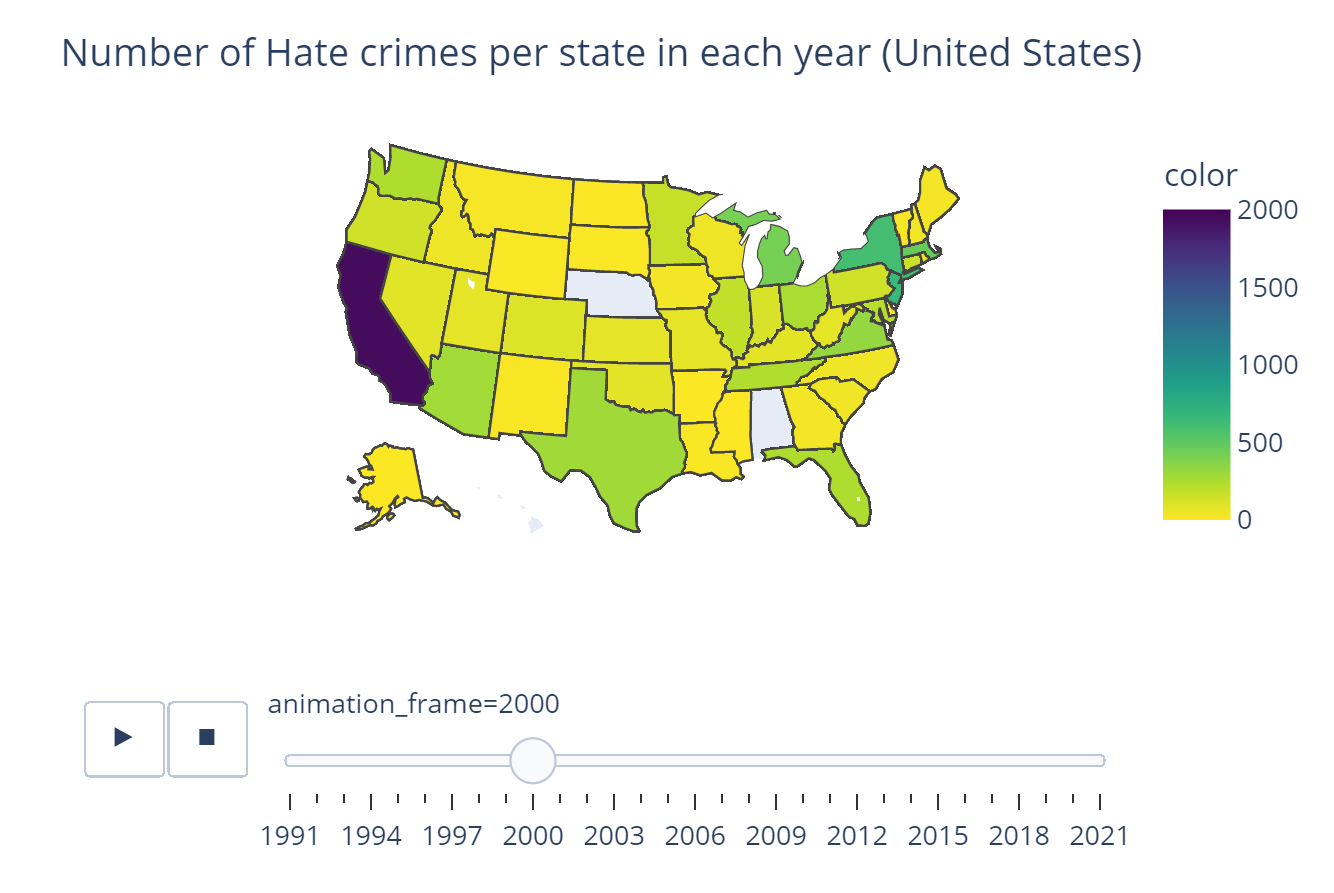 Number of Hate crimes per state in each year (United States)
color
2000
1500
1000
500
0
animation_frame=2000
1991 1994 1997 2000 2003 2006 2009 2012 2015 2018 2021